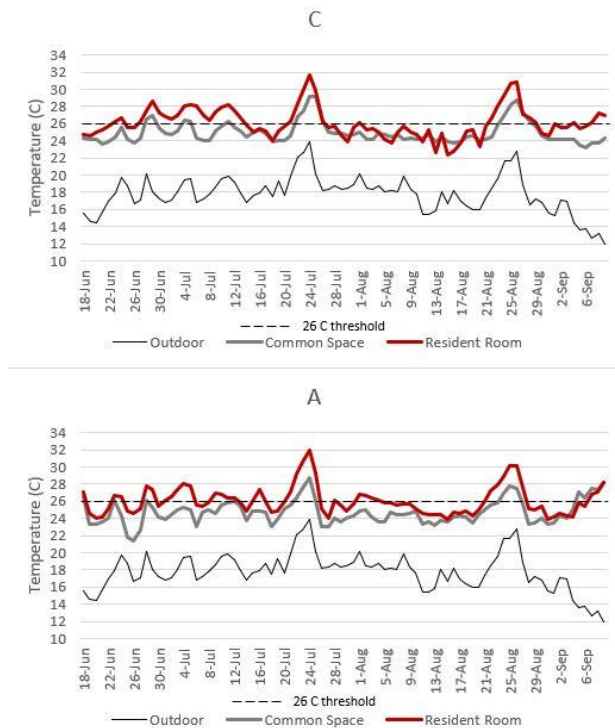 C
34
32
30
28
26
24
22
20
18
16
14
12
10
Temperature (C)
18-Jun 22-Jun 26-Jun 30-Jun 4-Jul 8-Jul 12-Jul 16-Jul 20-Jul 24-Jul 28-Jul 1-Aug 5-Aug 9-Aug 13-Aug 17-Aug 21-Aug 25-Aug 29-Aug 2-Sep 6-Sep
26 C threshold
Outdoor Common Space Resident Room
A
34
32
30
28
26
24
22
20
18
16
14
12
10
Temperature (C)
18-Jun 22-Jun 26-Jun 30-Jun 4-Jul 8-Jul 12-Jul 16-Jul 20-Jul 24-Jul 28-Jul 1-Aug 5-Aug 9-Aug 13-Aug 17-Aug 21-Aug 25-Aug 29-Aug 2-Sep 6-Sep
26 C threshold
Outdoor Common Space Resident Room